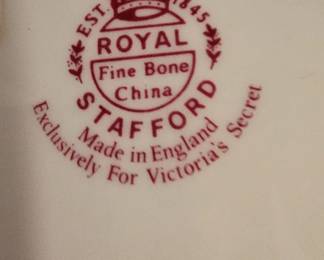 EST. 1845
ROYAL
Fine Bone
China
STAFFORD
Made in England
Exclusively For Victoria's Secret